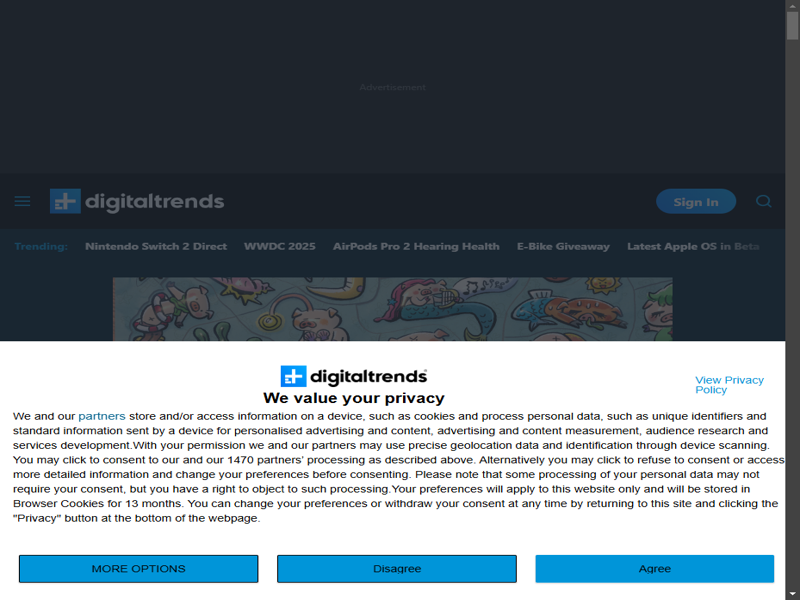 Advertisement
digitaltrends
Sign In
Trending: Nintendo Switch 2 Direct WWDC 2025 AirPods Pro 2 Hearing Health E-Bike Giveaway Latest Apple OS in Beta
digitaltrends
We value your privacy
View Privacy
Policy
We and our partners store and/or access information on a device, such as cookies and process personal data, such as unique identifiers and
standard information sent by a device for personalised advertising and content, advertising and content measurement, audience research and
services development.With your permission we and our partners may use precise geolocation data and identification through device scanning.
You may click to consent to our and our 1470 partners' processing as described above. Alternatively you may click to refuse to consent or access
more detailed information and change your preferences before consenting. Please note that some processing of your personal data may not
require your consent, but you have a right to object to such processing.Your preferences will apply to this website only and will be stored in
Browser Cookies for 13 months. You can change your preferences or withdraw your consent at any time by returning to this site and clicking the
"Privacy" button at the bottom of the webpage.
MORE OPTIONS
Disagree
Agree